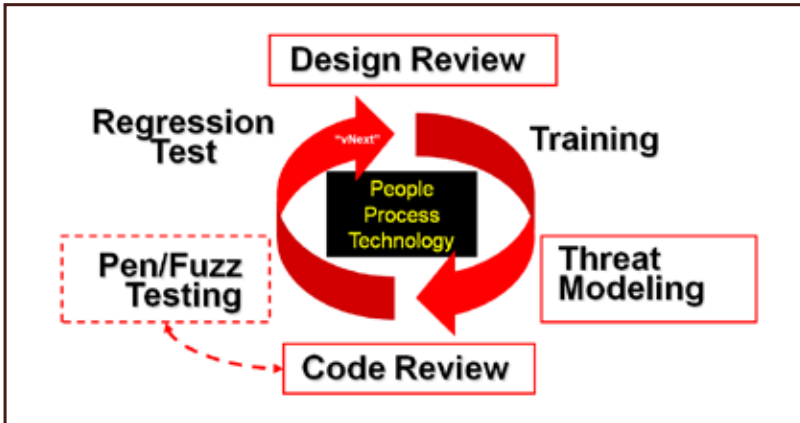 Design Review
Regression
Test
"vNext"
Training
People
Process
Technology
Pen/Fuzz
Testing
Threat
Modeling
Code Review